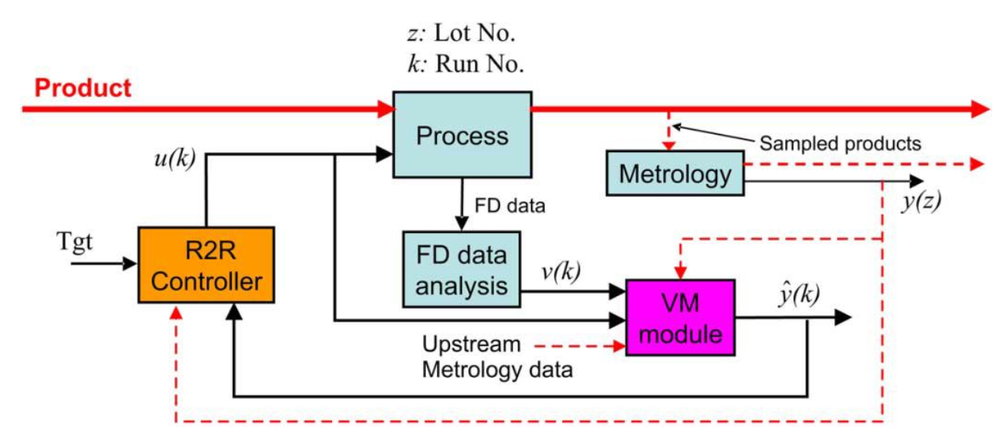 z: Lot No.
k: Run No.
Product
Process
Sampled products
u(k)
Metrology
y(z)
FD data
Tgt
R2R
Controller
FD data
analysis
v(k)
VM
module
ŷ(k)
Upstream
Metrology data